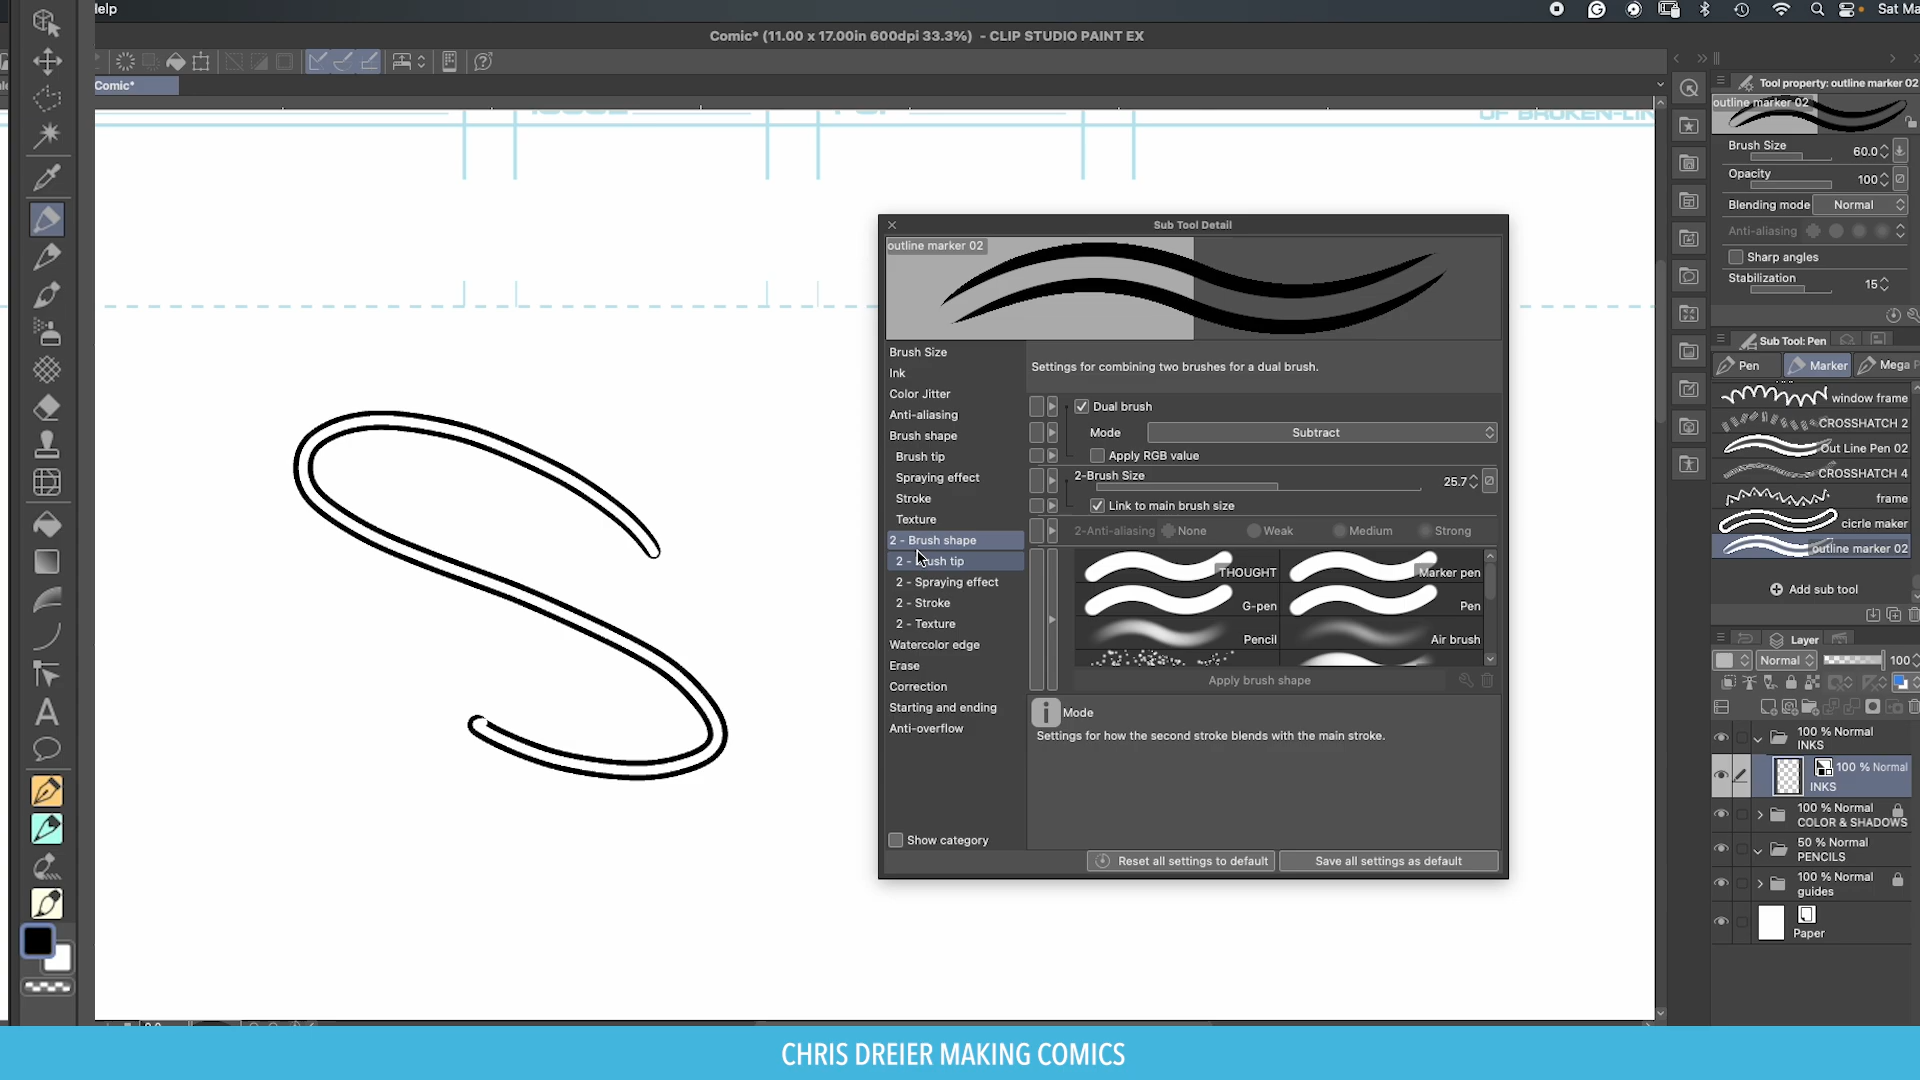 Help
Sat Ma
Comic* (11.00 x 17.00in 600dpi 33.3%) - CLIP STUDIO PAINT EX
Comic*
OF BROKEN-LIN
Tool property: outline marker 02
outline marker 02
Brush Size 60.0
Opacity 100
Blending mode Normal
Anti-aliasing
Sharp angles
Stabilization 15
Sub Tool: Pen
Pen Marker Mega P
window frame
CROSSHATCH 2
Out Line Pen 02
CROSSHATCH 4
frame
cicrle maker
outline marker 02
Add sub tool
Layer
Normal 100
100 % Normal
INKS
100 % Normal
INKS
100 % Normal
COLOR & SHADOWS
50 % Normal
PENCILS
100 % Normal
guides
Paper
Sub Tool Detail
outline marker 02
Brush Size
Ink
Color Jitter
Anti-aliasing
Brush shape
Brush tip
Spraying effect
Stroke
Texture
2 - Brush shape
2 - Brush tip
2 - Spraying effect
2 - Stroke
2 - Texture
Watercolor edge
Erase
Correction
Starting and ending
Anti-overflow
Show category
Settings for combining two brushes for a dual brush.
Dual brush
Mode Subtract
Apply RGB value
2-Brush Size 25.7
Link to main brush size
2-Anti-aliasing None Weak Medium Strong
THOUGHT Marker pen
G-pen Pen
Pencil Air brush
Apply brush shape
Mode
Settings for how the second stroke blends with the main stroke.
Reset all settings to default Save all settings as default
CHRIS DREIER MAKING COMICS